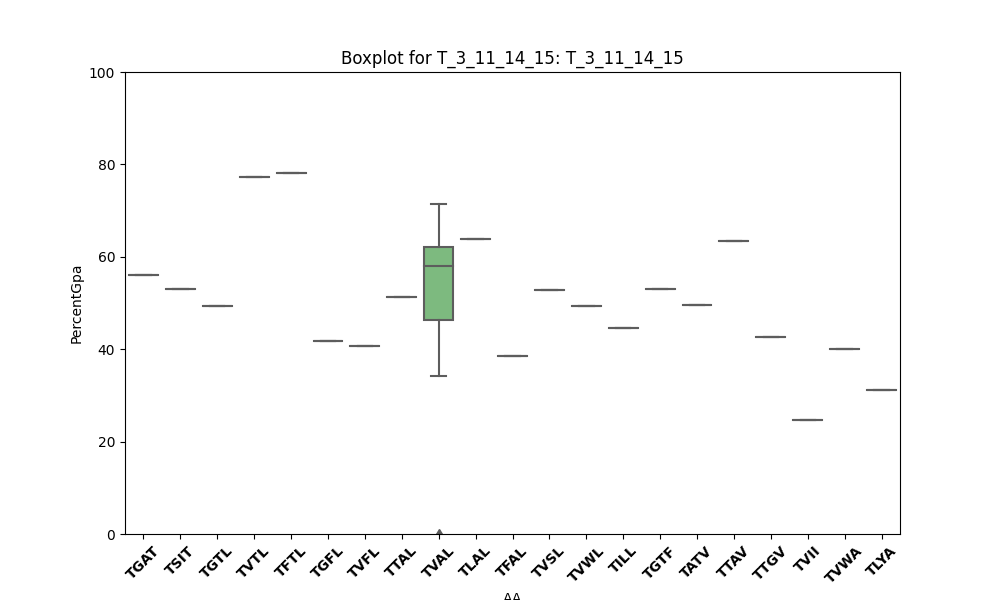 Boxplot for T_3_11_14_15: T_3_11_14_15
100
80
60
40
20
0
PercentGpa
TGAT TSIT TGTL TVTL TFTL TGFL TVFL TTAL TVAL TLAL TFAL TVSL TVWL TILL TGTF TATV TTAV TTGV TVII TVWA TLYA
AA